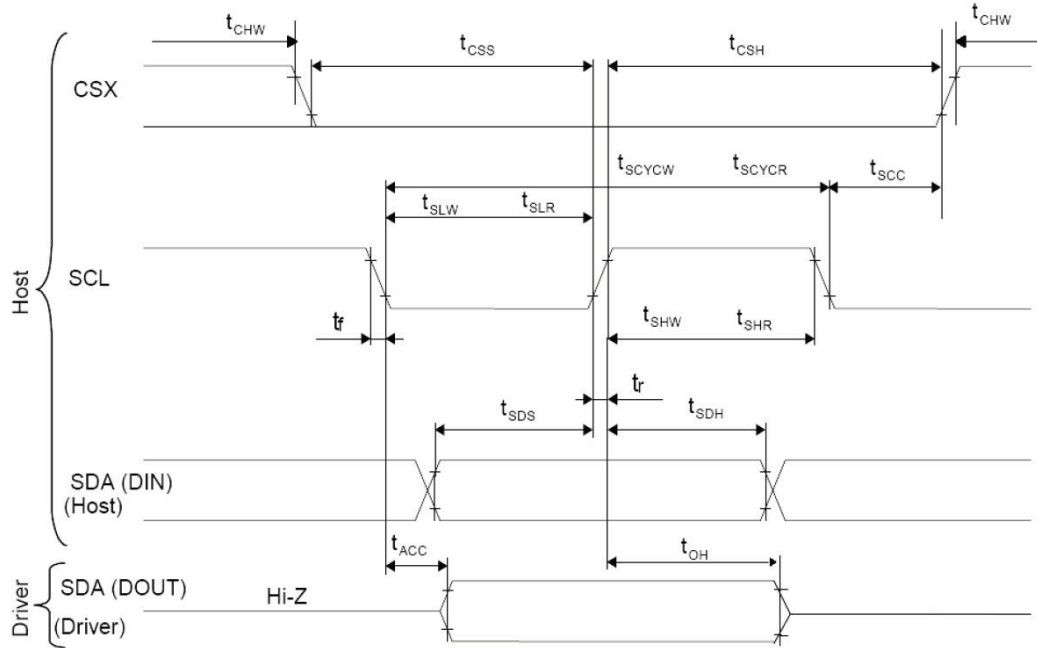 tCHW
tCSS
tCSH
tCHW
CSX
tSCYCW
tSCYCR
tSCC
tSLW
tSLR
SCL
Host
tf
tSHW
tSHR
tr
tSDS
tSDH
SDA (DIN)
(Host)
tACC
tOH
SDA (DOUT)
Hi-Z
(Driver)
Driver